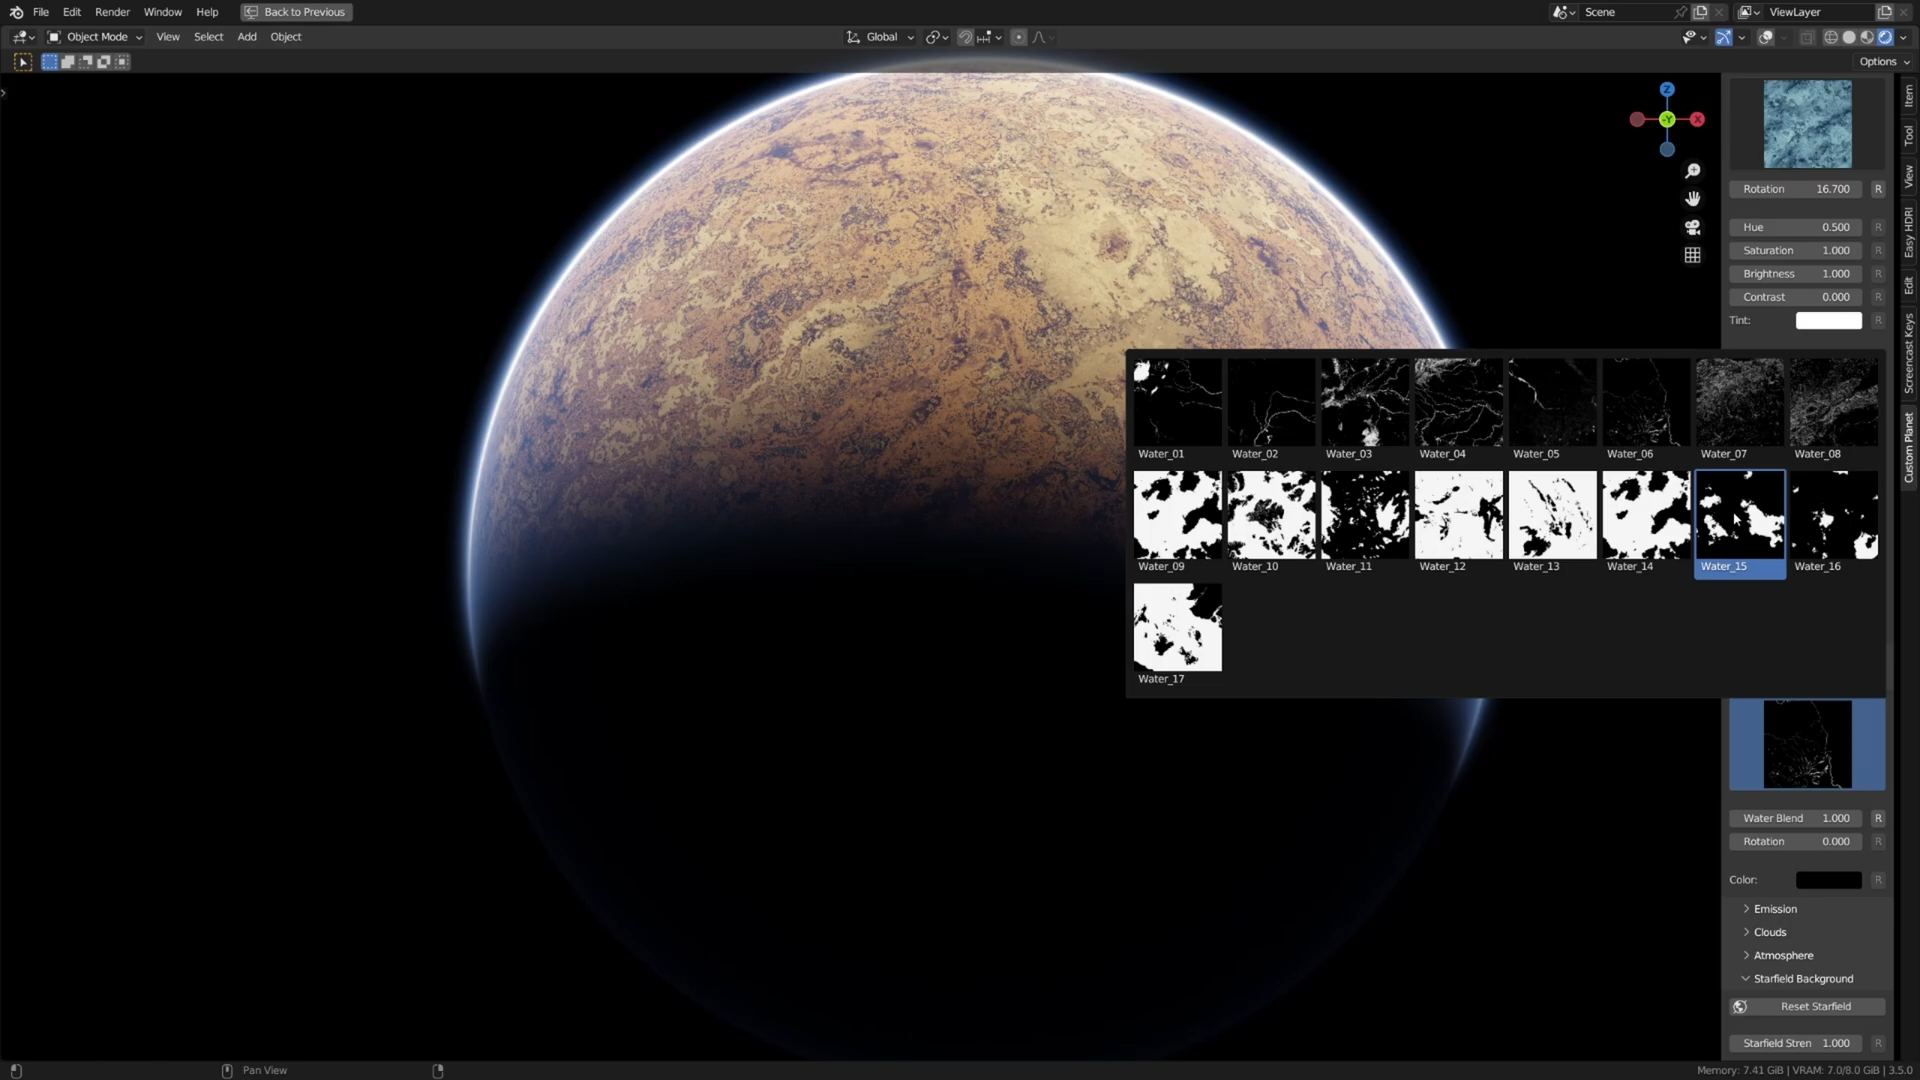 File Edit Render Window Help Back to Previous Scene ViewLayer
Object Mode View Select Add Object Global
Options
Z
-Y X
Item
Tool
View
Easy HDRI
Edit
Screencast Keys
Custom Planet
Rotation 16.700 R
Hue 0.500 R
Saturation 1.000 R
Brightness 1.000 R
Contrast 0.000 R
Tint: R
Water_01 Water_02 Water_03 Water_04 Water_05 Water_06 Water_07 Water_08
Water_09 Water_10 Water_11 Water_12 Water_13 Water_14 Water_15 Water_16
Water_17
Water Blend 1.000 R
Rotation 0.000 R
Color: R
Emission
Clouds
Atmosphere
Starfield Background
Reset Starfield
Starfield Stren 1.000 R
Pan View Memory: 7.41 GiB | VRAM: 7.0/8.0 GiB | 3.5.0